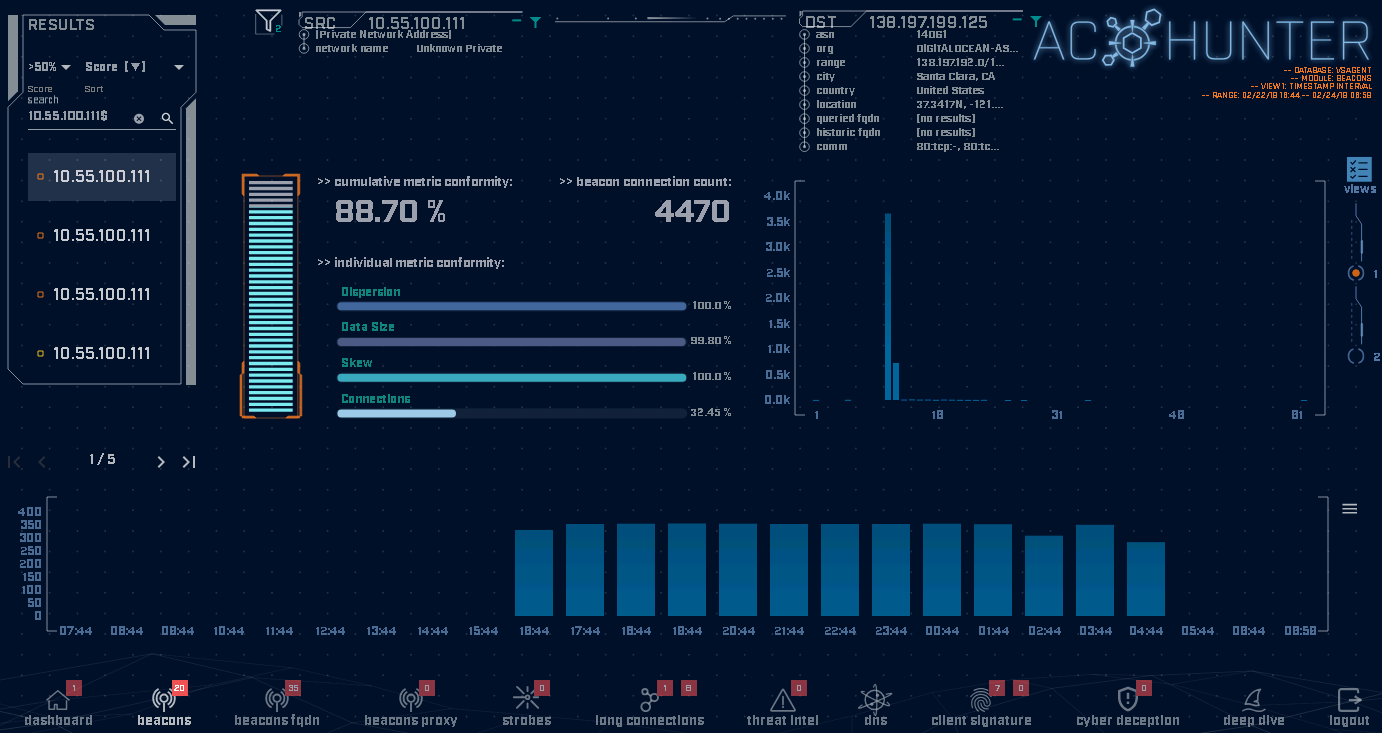 RESULTS
>50% Score [▼]
Score Sort
search
10.55.100.111$
10.55.100.111
10.55.100.111
10.55.100.111
10.55.100.111
1 / 5
2
SRC 10.55.100.111
[Private Network Address]
network name Unknown Private
DST 138.197.199.125
asn 14061
org DIGITALOCEAN-AS...
range 138.197.192.0/1...
city Santa Clara, CA
country United States
location 37.3417N, -121....
queried fqdn [no results]
historic fqdn [no results]
comm 80:tcp:-, 80:tc...
AC HUNTER
-- DATABASE: VSAGENT
-- MODULE: BEACONS
-- VIEW 1: TIMESTAMP INTERVAL
-- RANGE: 02/22/18 16:44 -- 02/24/18 06:58
>> cumulative metric conformity:
88.70 %
>> beacon connection count:
4470
>> individual metric conformity:
Dispersion
100.0 %
Data Size
99.80 %
Skew
100.0 %
Connections
32.45 %
4.0k
3.5k
3.0k
2.5k
2.0k
1.5k
1.0k
0.5k
0.0k
1 16 31 46 61
views
1
2
400
350
300
250
200
150
100
50
0
07:44 08:44 09:44 10:44 11:44 12:44 13:44 14:44 15:44 16:44 17:44 18:44 19:44 20:44 21:44 22:44 23:44 00:44 01:44 02:44 03:44 04:44 05:44 06:44 06:58
1 20 35 0 0 1 8 0 7 0 0
dashboard beacons beacons fqdn beacons proxy strobes long connections threat intel dns client signature cyber deception deep dive logout